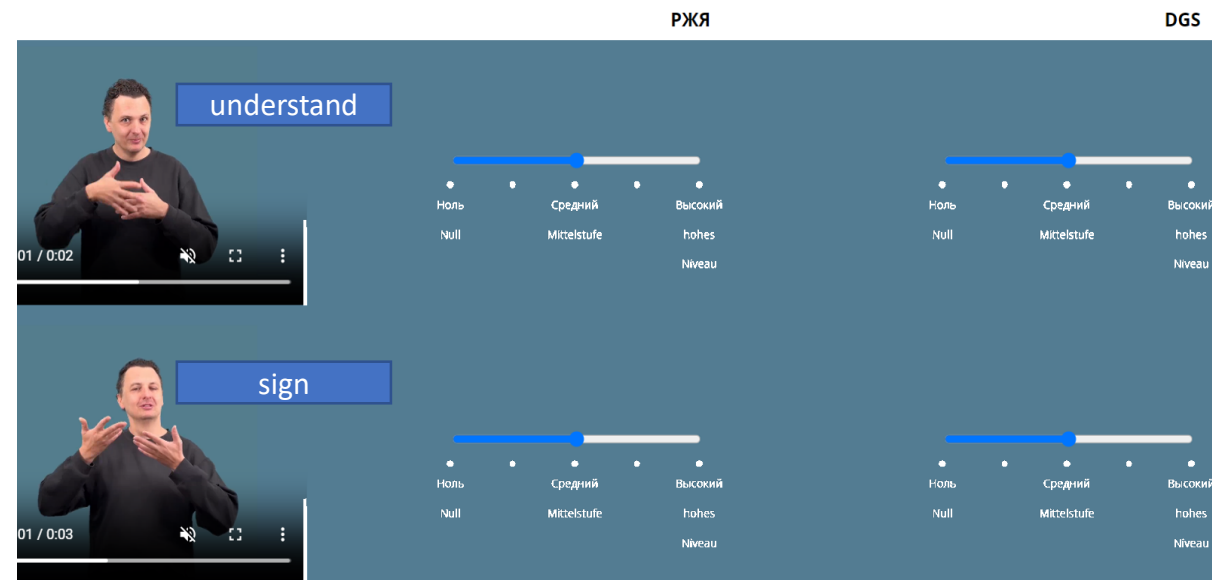 РЖЯ DGS
understand
Ноль Средний Высокий Ноль Средний Высокий
Null Mittelstufe hohes Null Mittelstufe hohes
01 / 0:02
Niveau Niveau
sign
Ноль Средний Высокий Ноль Средний Высокий
Null Mittelstufe hohes Null Mittelstufe hohes
01 / 0:03
Niveau Niveau